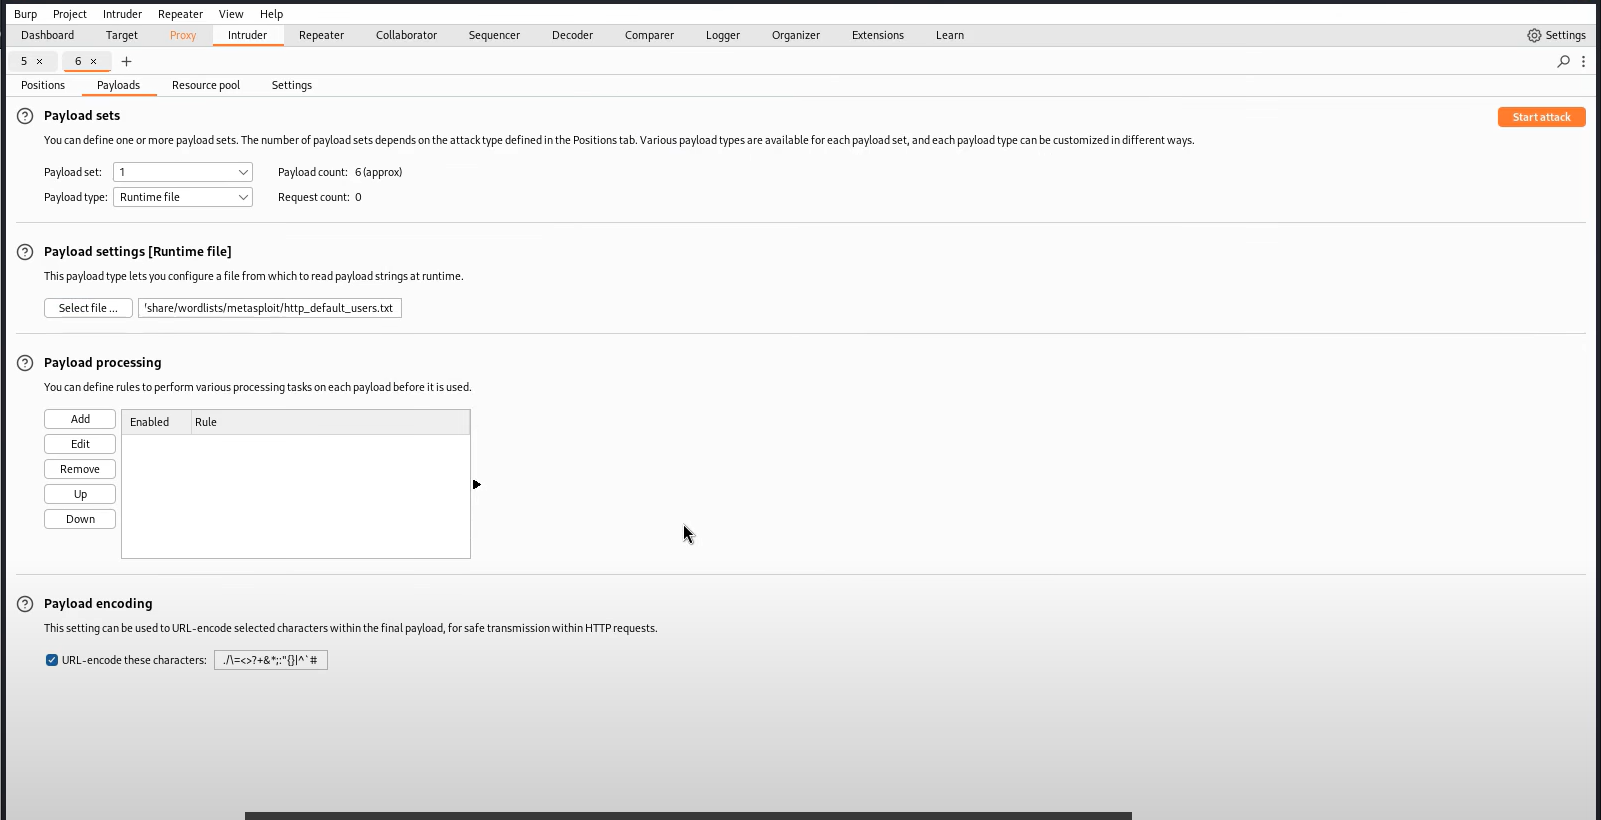 Burp Project Intruder Repeater View Help
Dashboard Target Proxy Intruder Repeater Collaborator Sequencer Decoder Comparer Logger Organizer Extensions Learn Settings
5 × 6 × +
Positions Payloads Resource pool Settings
? Payload sets Start attack
You can define one or more payload sets. The number of payload sets depends on the attack type defined in the Positions tab. Various payload types are available for each payload set, and each payload type can be customized in different ways.
Payload set: 1 Payload count: 6 (approx)
Payload type: Runtime file Request count: 0
? Payload settings [Runtime file]
This payload type lets you configure a file from which to read payload strings at runtime.
Select file ... /share/wordlists/metasploit/http_default_users.txt
? Payload processing
You can define rules to perform various processing tasks on each payload before it is used.
Add Enabled Rule
Edit
Remove
Up
Down
? Payload encoding
This setting can be used to URL-encode selected characters within the final payload, for safe transmission within HTTP requests.
URL-encode these characters: ./\=<>?+&*;:"{}|^`#